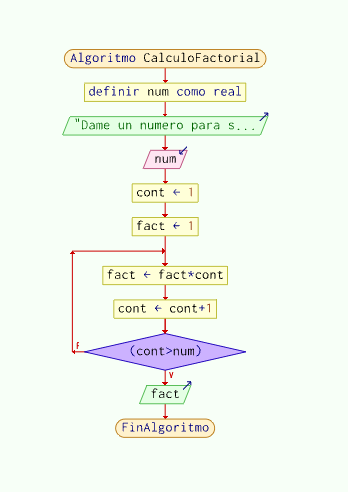 Algoritmo CalculoFactorial
definir num como real
"Dame un numero para s...
num
cont ← 1
fact ← 1
fact ← fact*cont
cont ← cont+1
(cont>num)
F
V
fact
FinAlgoritmo